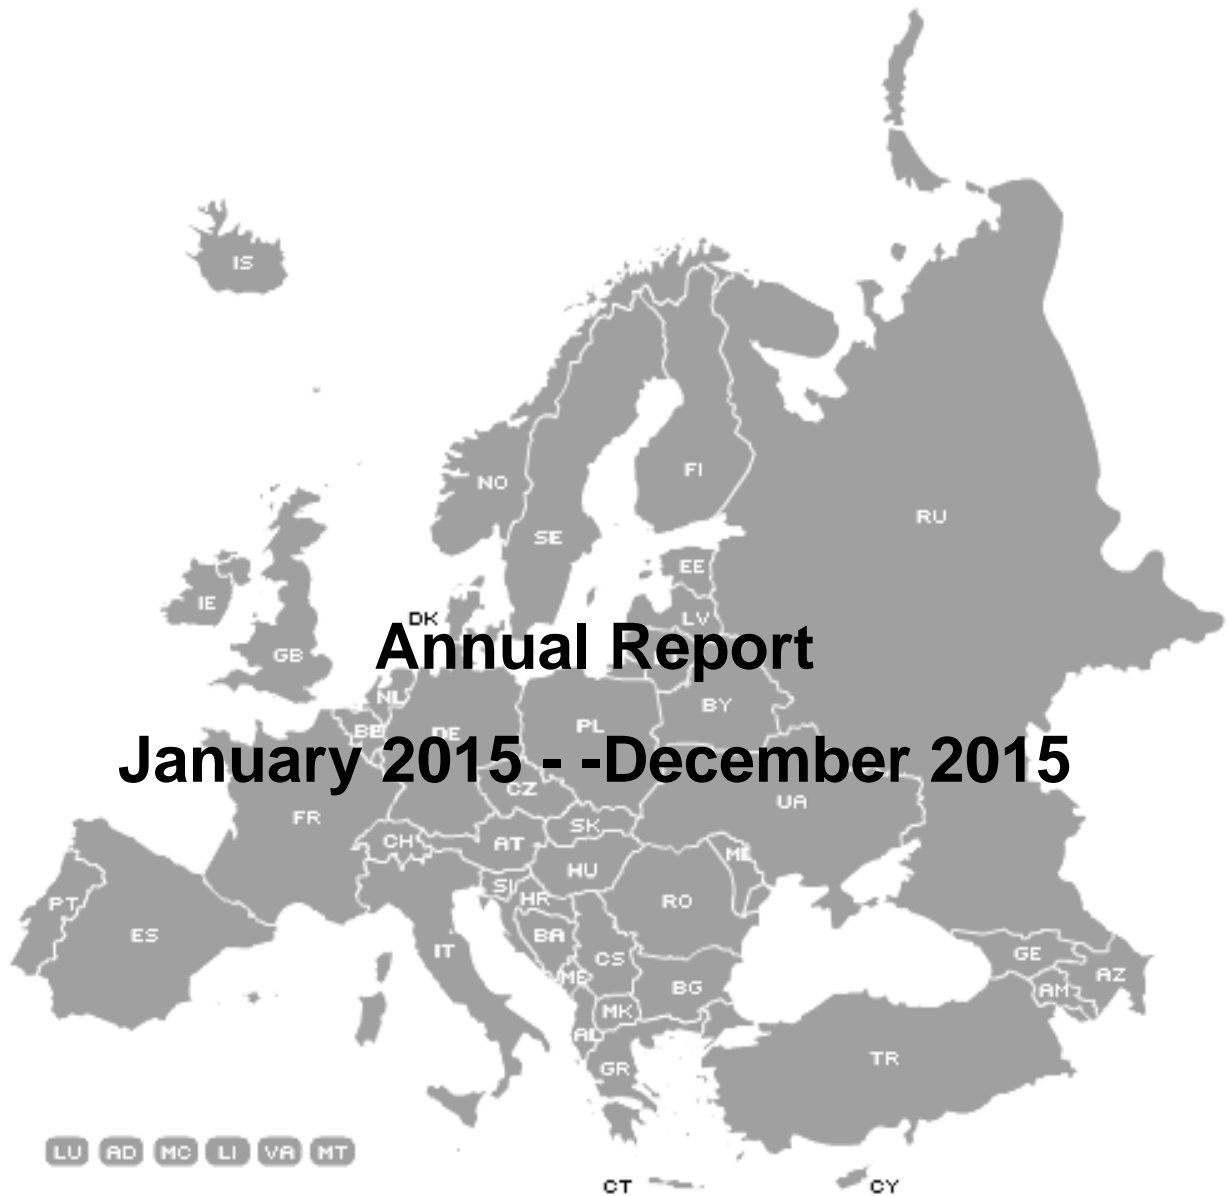 IS
NO
FI
RU
SE
EE
IE
DK
LV
GB
Annual Report
NL
BY
BE
DE
PL
January 2015 - -December 2015
CZ
UA
FR
SK
CH
AT
HU
SI
HR
RO
PT
ES
BA
IT
CS
GE
AZ
ME
BG
AM
MK
AL
GR
TR
LU AD MC LI VA MT
CT
CY